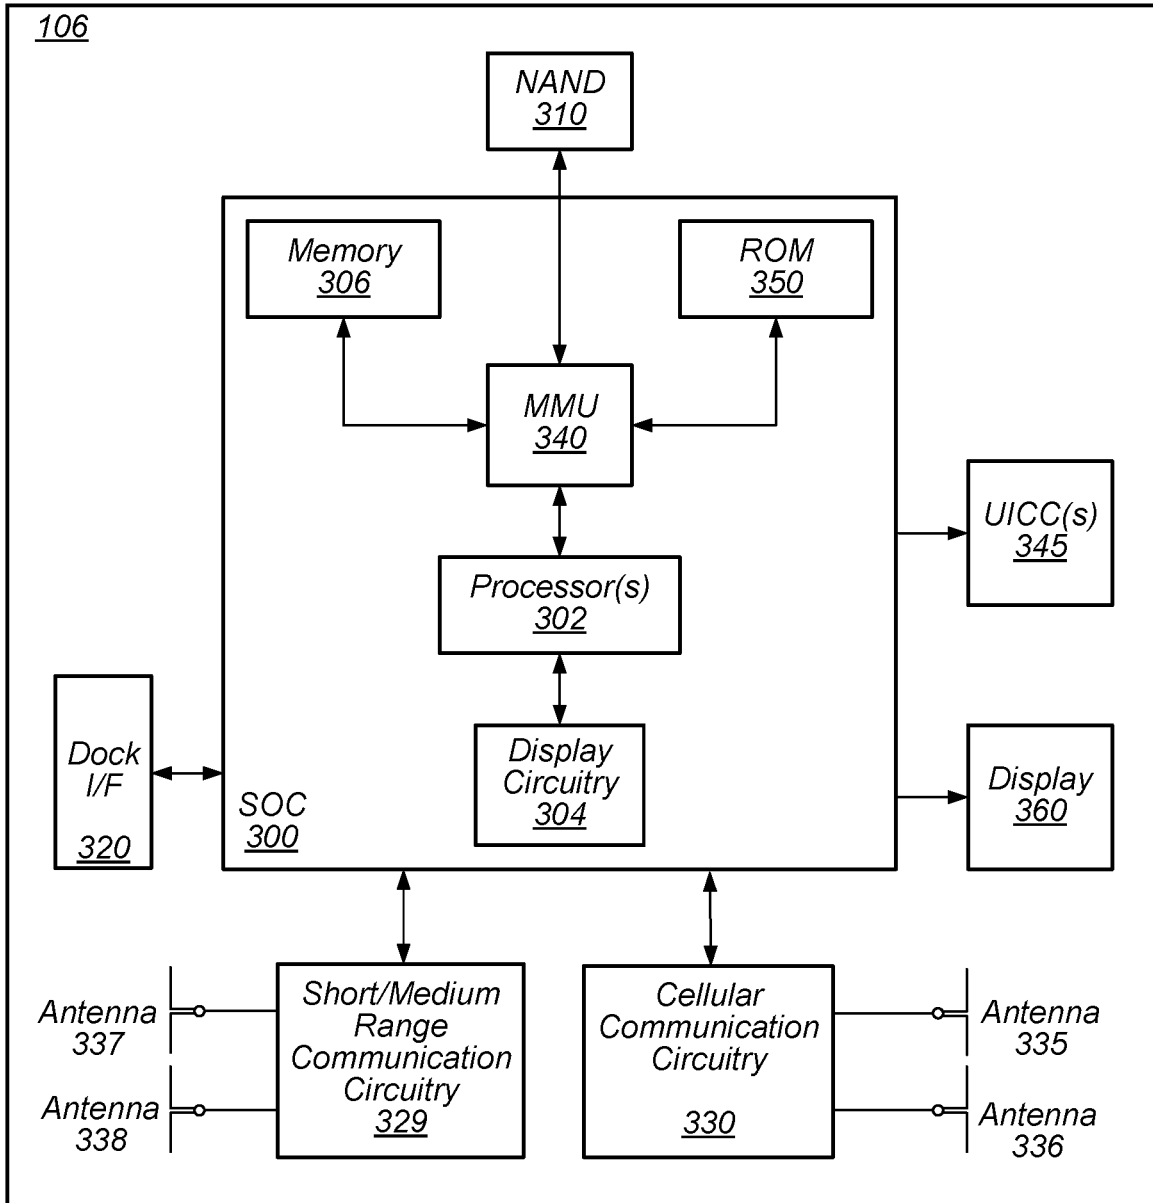 106
NAND
310
Memory
306
ROM
350
MMU
340
UICC(s)
345
Processor(s)
302
Dock
I/F
320
Display
Circuitry
304
SOC
300
Display
360
Antenna
337
Antenna
338
Short/Medium
Range
Communication
Circuitry
329
Cellular
Communication
Circuitry
330
Antenna
335
Antenna
336